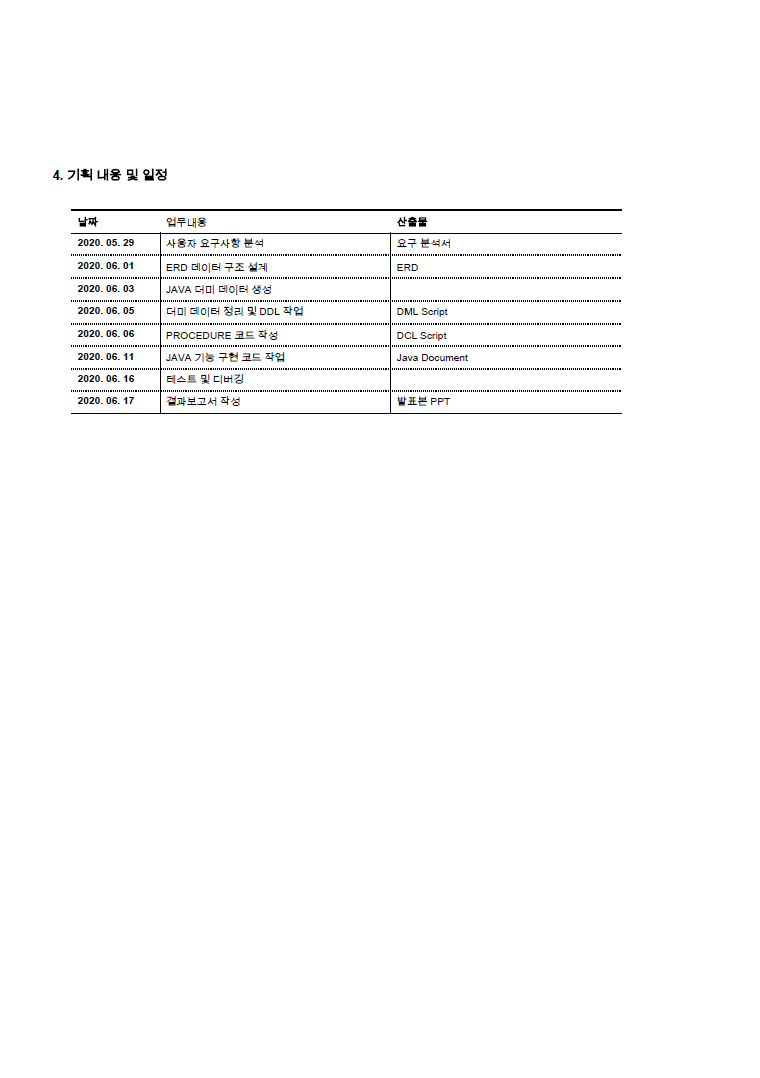 4. 기획 내용 및 일정
날짜 업무내용 산출물
2020. 05. 29 사용자 요구사항 분석 요구 분석서
2020. 06. 01 ERD 데이터 구조 설계 ERD
2020. 06. 03 JAVA 더미 데이터 생성
2020. 06. 05 더미 데이터 정리 및 DDL 작업 DML Script
2020. 06. 06 PROCEDURE 코드 작성 DCL Script
2020. 06. 11 JAVA 기능 구현 코드 작업 Java Document
2020. 06. 16 테스트 및 디버깅
2020. 06. 17 결과보고서 작성 발표본 PPT